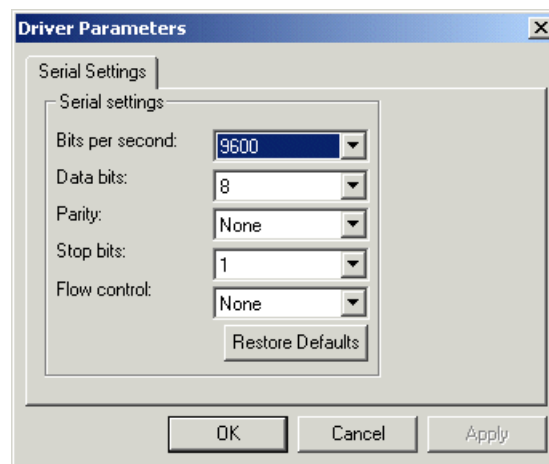 Driver Parameters
Serial Settings
Serial settings
Bits per second: 9600
Data bits: 8
Parity: None
Stop bits: 1
Flow control: None
Restore Defaults
OK Cancel Apply